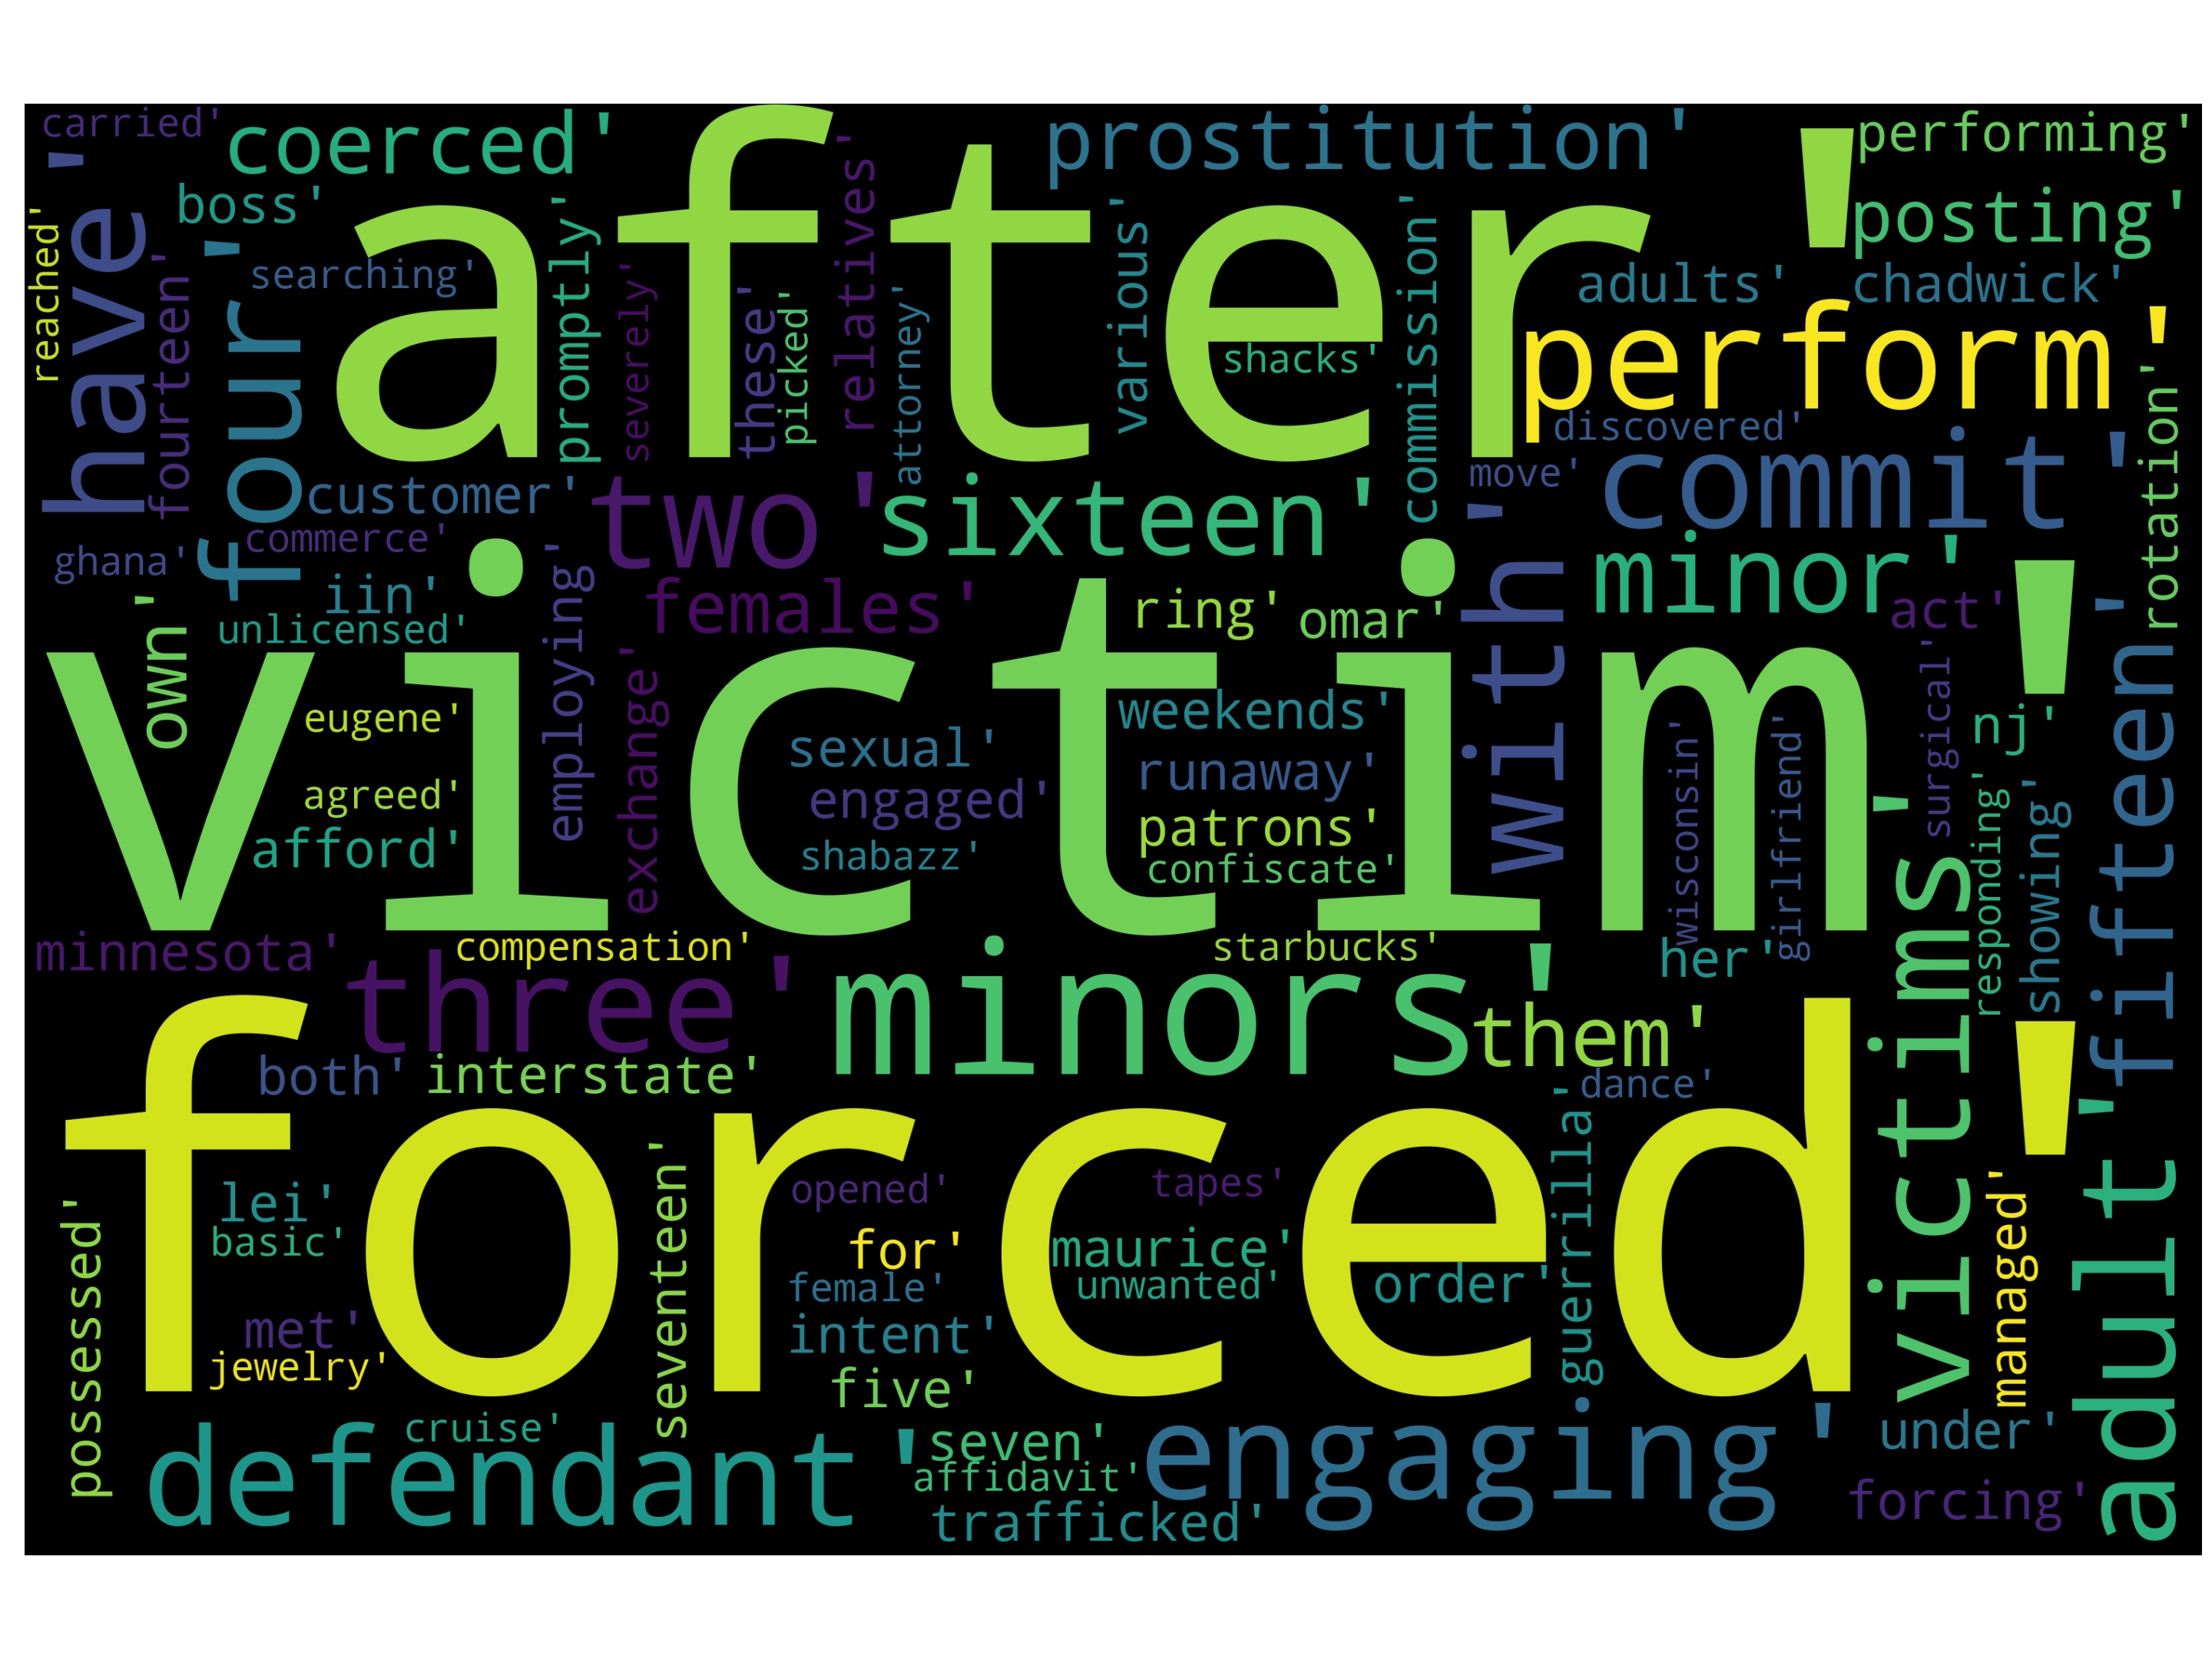 carried'
coerced'
prostitution'
performing'
boss'
after'
posting'
have'
reached'
fourteen'
four'
searching'
promptly'
severely'
these'
picked'
relatives'
attorney'
various'
shacks'
commission'
adults'
chadwick'
perform'
discovered'
rotation'
customer'
two'
sixteen'
move'
commit'
commerce'
ghana'
iin'
unlicensed'
employing'
females'
ring'
omar'
with'
minor'
act'
own'
victim'
eugene'
agreed'
afford'
exchange'
sexual'
engaged'
shabazz'
weekends'
runaway'
patrons'
confiscate'
wisconsin'
girlfriend'
surgical'
nj'
responding'
showing'
fifteen'
minnesota'
compensation'
starbucks'
her'
three'
minors'
them'
victims'
both'
interstate'
dance'
forced'
guerrilla'
managed'
adult'
possessed'
lei'
basic'
seventeen'
opened'
tapes'
for'
maurice'
female'
unwanted'
order'
met'
jewelry'
intent'
five'
cruise'
defendant'
seven'
affidavit'
trafficked'
engaging'
under'
forcing'